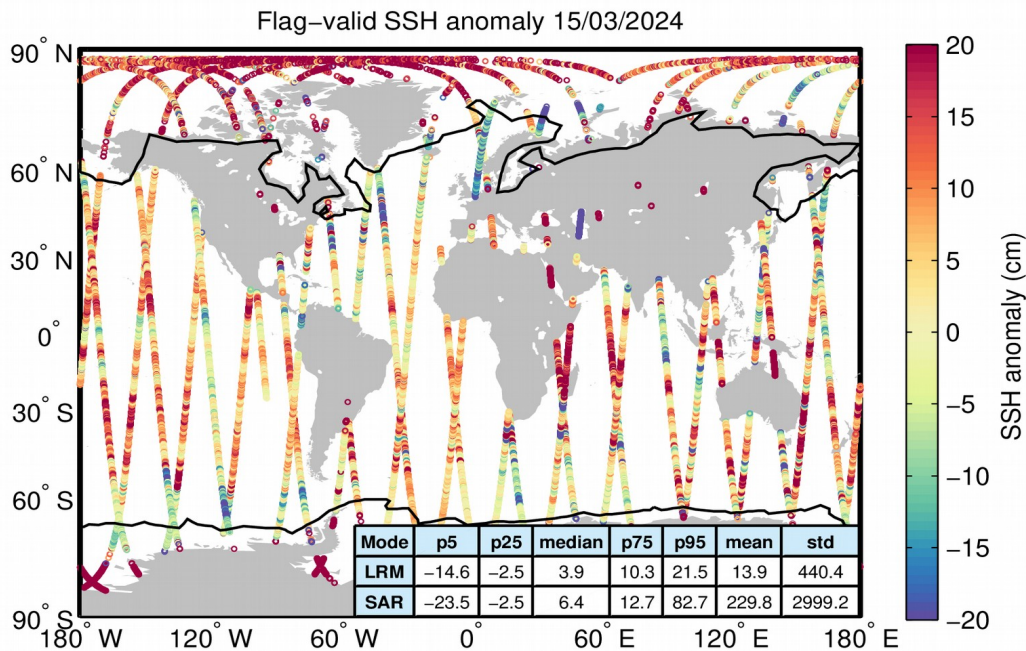 Flag−valid SSH anomaly 15/03/2024
90° N
60° N
30° N
0°
30° S
60° S
90° S
180° W
120° W
60° W
0°
60° E
120° E
180° E
Mode p5 p25 median p75 p95 mean std
LRM −14.6 −2.5 3.9 10.3 21.5 13.9 440.4
SAR −23.5 −2.5 6.4 12.7 82.7 229.8 2999.2
20
15
10
5
0
−5
−10
−15
−20
SSH anomaly (cm)